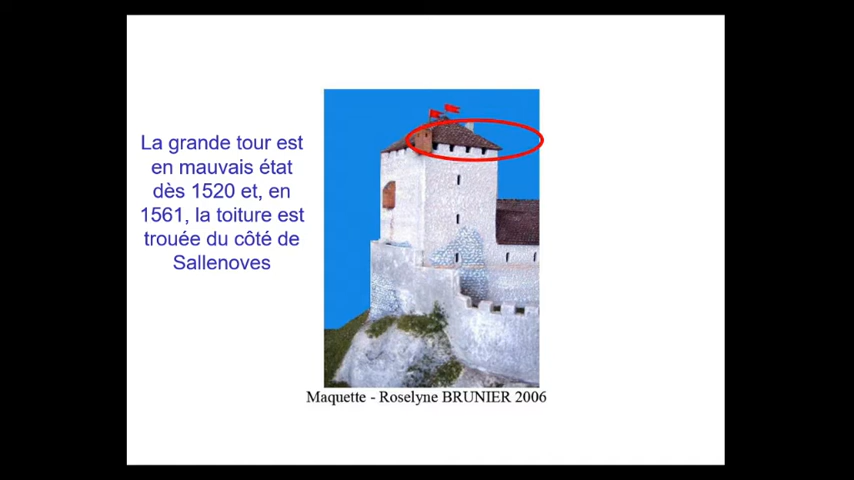 La grande tour est
en mauvais état
dès 1520 et, en
1561, la toiture est
trouée du côté de
Sallenoves
Maquette - Roselyne BRUNIER 2006